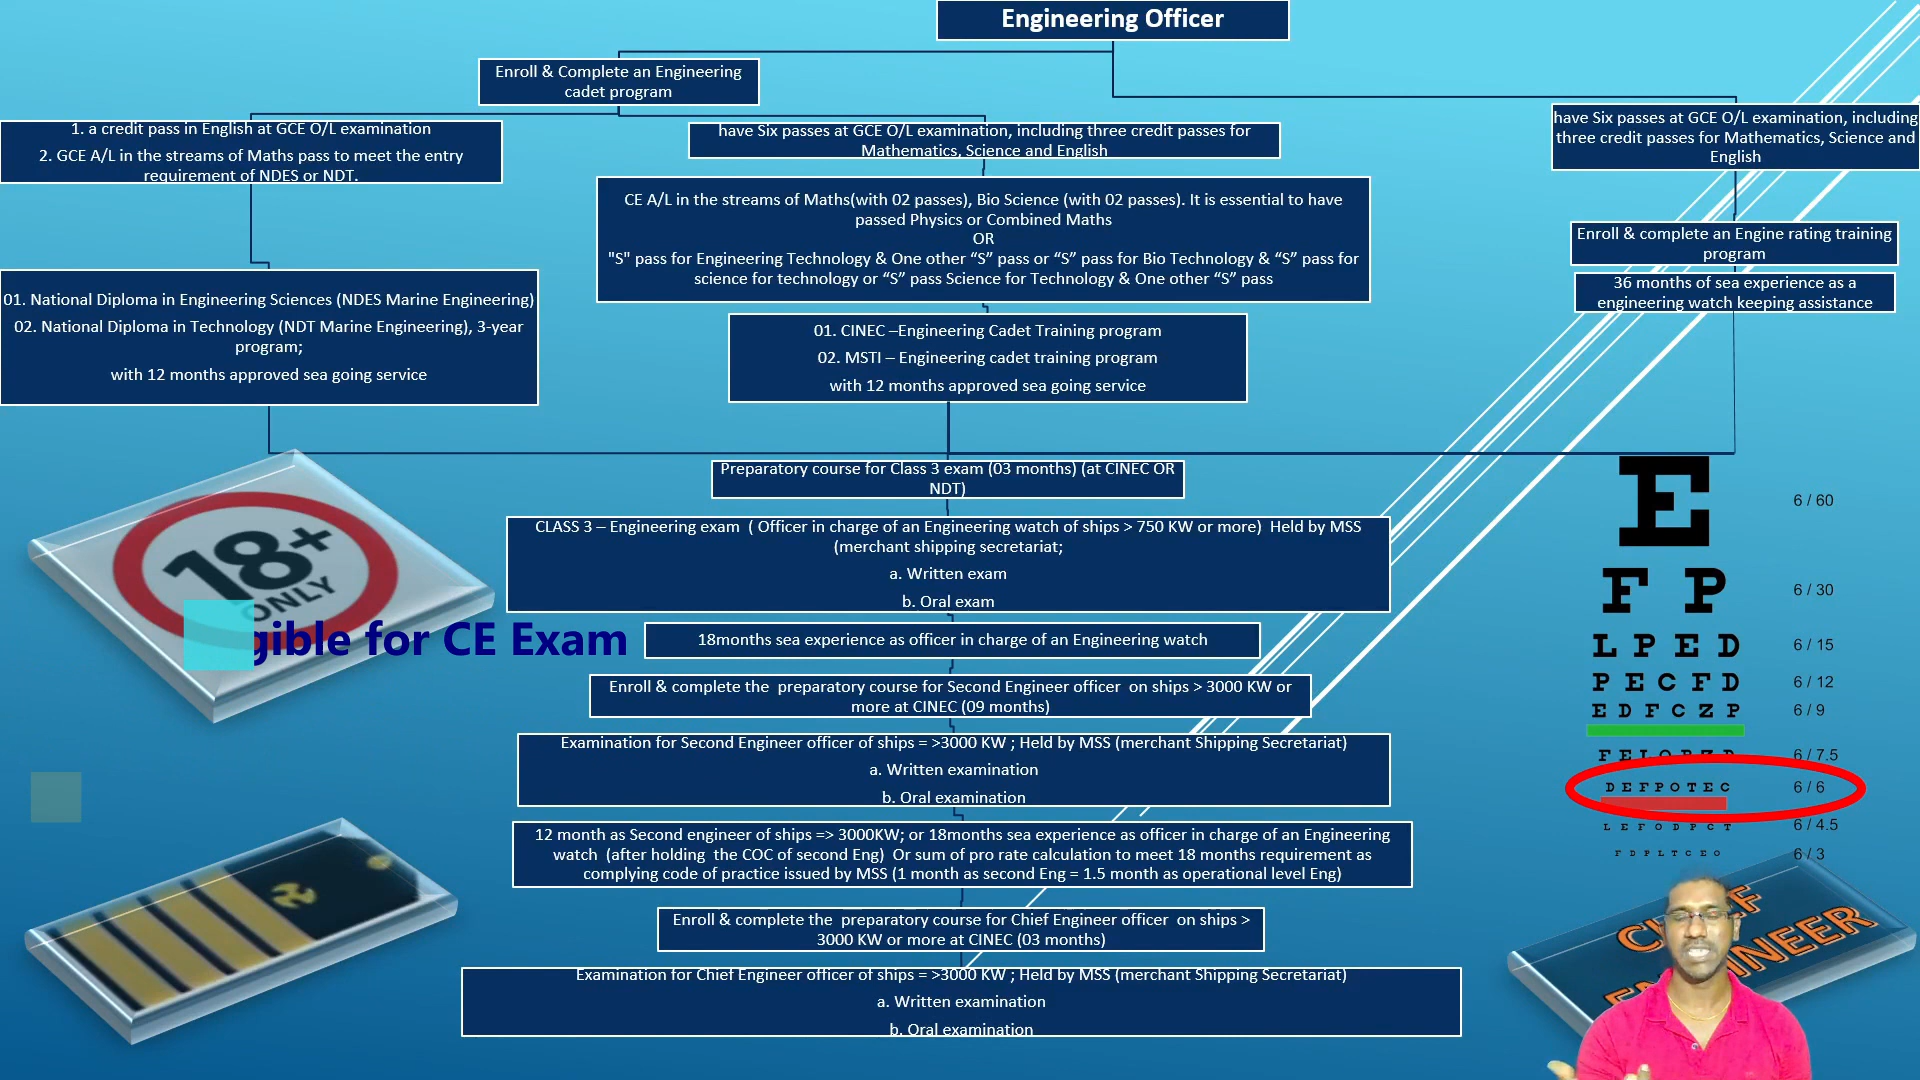 Engineering Officer
Enroll & Complete an Engineering
cadet program
1. a credit pass in English at GCE O/L examination
2. GCE A/L in the streams of Maths pass to meet the entry
requirement of NDES or NDT.
have Six passes at GCE O/L examination, including three credit passes for
Mathematics, Science and English
have Six passes at GCE O/L examination, including
three credit passes for Mathematics, Science and
English
CE A/L in the streams of Maths(with 02 passes), Bio Science (with 02 passes). It is essential to have
passed Physics or Combined Maths
OR
"S" pass for Engineering Technology & One other “S” pass or “S” pass for Bio Technology & “S” pass for
science for technology or “S” pass Science for Technology & One other “S” pass
Enroll & complete an Engine rating training
program
36 months of sea experience as a
engineering watch keeping assistance
01. National Diploma in Engineering Sciences (NDES Marine Engineering)
02. National Diploma in Technology (NDT Marine Engineering), 3-year
program;
with 12 months approved sea going service
01. CINEC –Engineering Cadet Training program
02. MSTI – Engineering cadet training program
with 12 months approved sea going service
Preparatory course for Class 3 exam (03 months) (at CINEC OR
NDT)
CLASS 3 – Engineering exam ( Officer in charge of an Engineering watch of ships > 750 KW or more) Held by MSS
(merchant shipping secretariat;
a. Written exam
b. Oral exam
18+
ONLY
gible for CE Exam
18months sea experience as officer in charge of an Engineering watch
Enroll & complete the preparatory course for Second Engineer officer on ships > 3000 KW or
more at CINEC (09 months)
Examination for Second Engineer officer of ships = >3000 KW ; Held by MSS (merchant Shipping Secretariat)
a. Written examination
b. Oral examination
12 month as Second engineer of ships => 3000KW; or 18months sea experience as officer in charge of an Engineering
watch (after holding the COC of second Eng) Or sum of pro rate calculation to meet 18 months requirement as
complying code of practice issued by MSS (1 month as second Eng = 1.5 month as operational level Eng)
Enroll & complete the preparatory course for Chief Engineer officer on ships >
3000 KW or more at CINEC (03 months)
Examination for Chief Engineer officer of ships = >3000 KW ; Held by MSS (merchant Shipping Secretariat)
a. Written examination
b. Oral examination
E 6 / 60
F P 6 / 30
L P E D 6 / 15
P E C F D 6 / 12
E D F C Z P 6 / 9
F E L O P Z D 6 / 7.5
D E F P O T E C 6 / 6
L E F O D P C T 6 / 4.5
F D P L T C E O 6 / 3